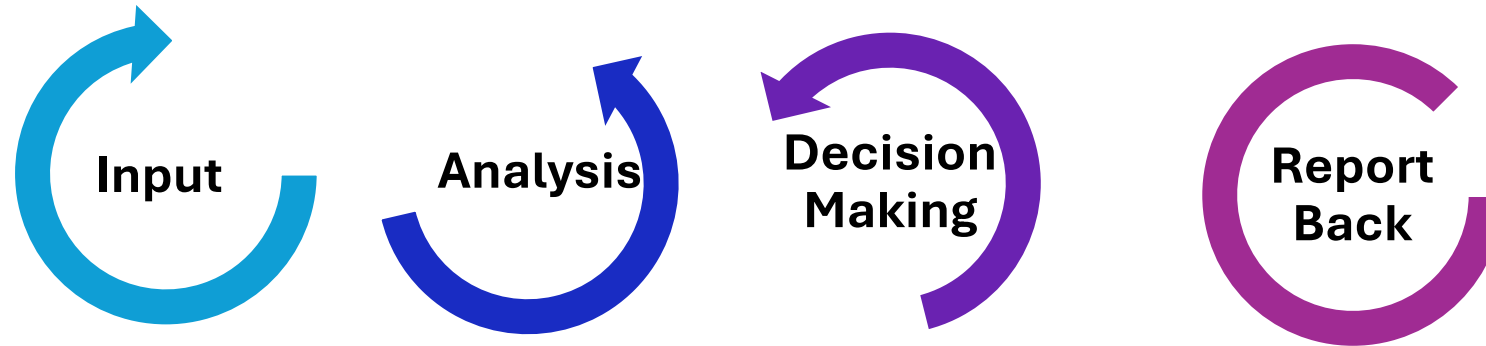 Input
Analysis
Decision
Making
Report
Back